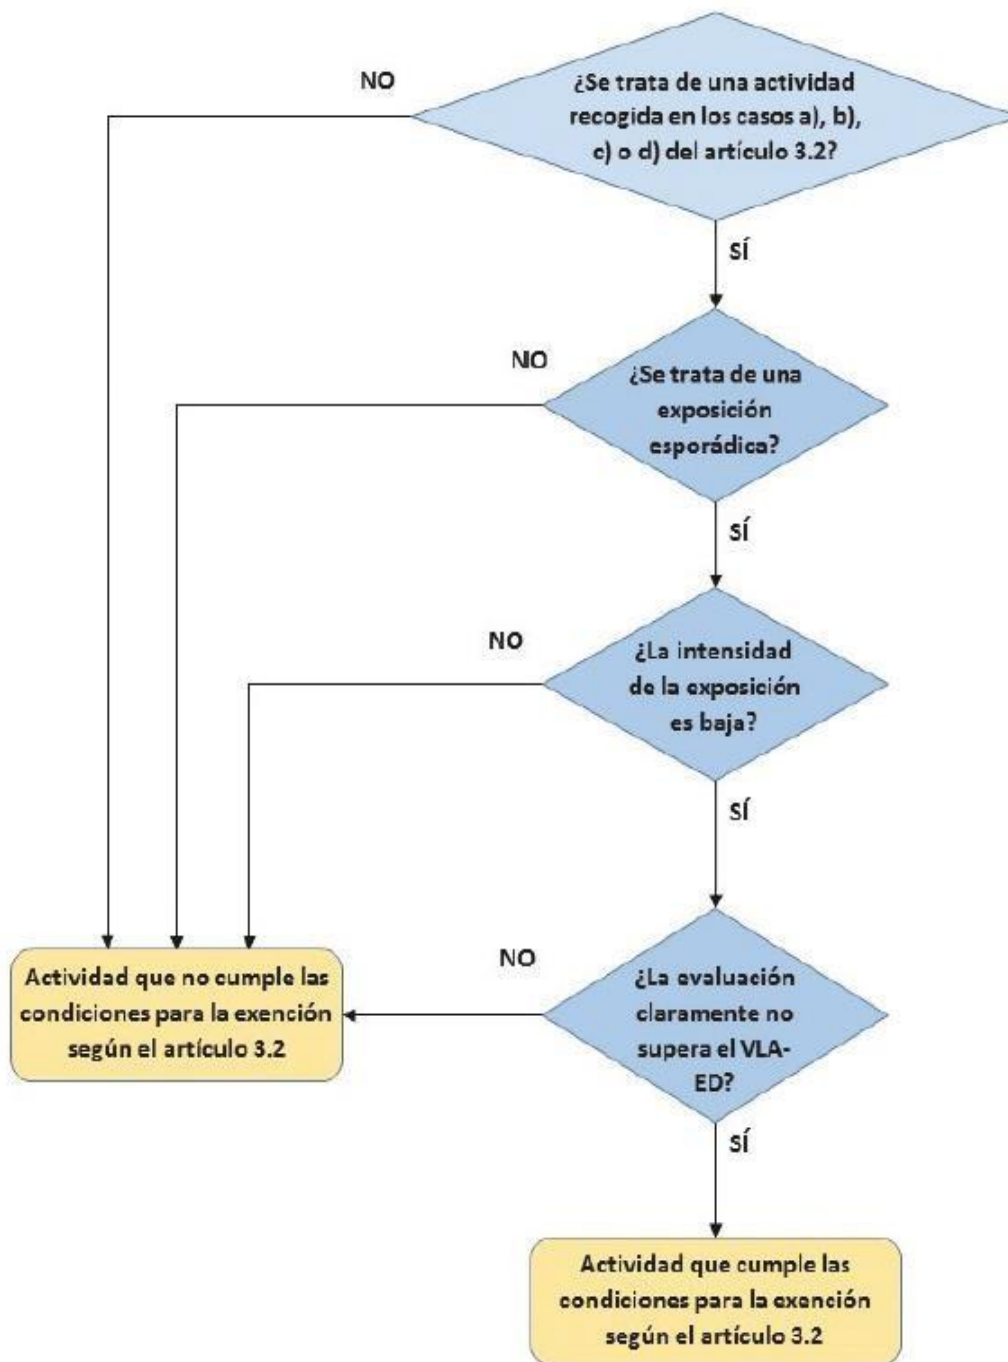 NO
¿Se trata de una actividad
recogida en los casos a), b),
c) o d) del artículo 3.2?
SÍ
NO
¿Se trata de una
exposición
esporádica?
SÍ
NO
¿La intensidad
de la exposición
es baja?
SÍ
NO
¿La evaluación
claramente no
supera el VLA-
ED?
Actividad que no cumple las
condiciones para la exención
según el artículo 3.2
SÍ
Actividad que cumple las
condiciones para la exención
según el artículo 3.2